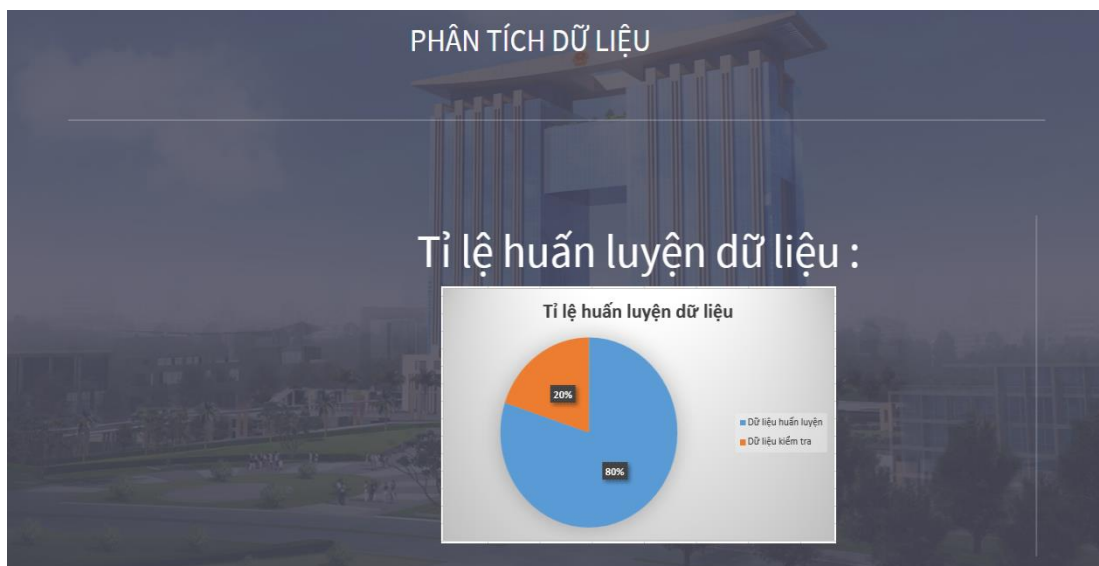 PHÂN TÍCH DỮ LIỆU
Tỉ lệ huấn luyện dữ liệu :
Tỉ lệ huấn luyện dữ liệu
20%
80%
Dữ liệu huấn luyện
Dữ liệu kiểm tra